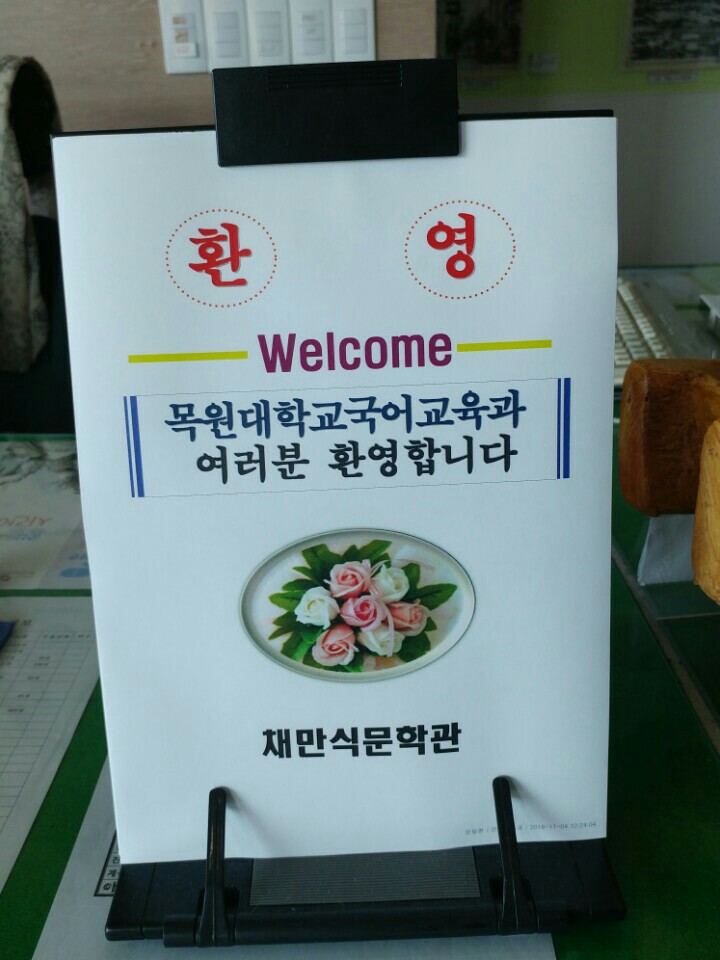 환 영
Welcome
목원대학교국어교육과
여러분 환영합니다
채만식문학관